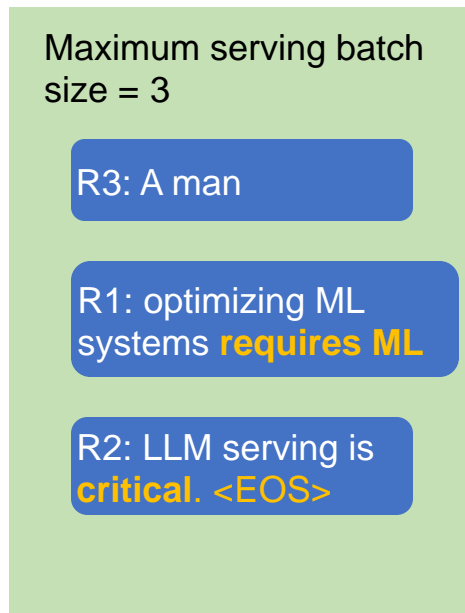 Maximum serving batch
size = 3
R3: A man
R1: optimizing ML
systems requires ML
R2: LLM serving is
critical. <EOS>